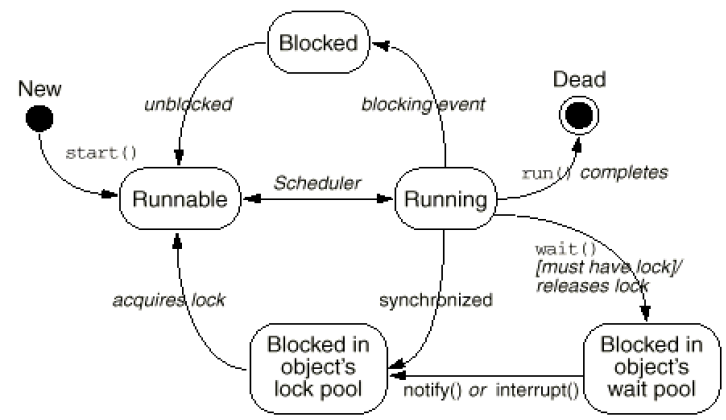 Blocked
New
Dead
unblocked
blocking event
start()
run() completes
Runnable
Scheduler
Running
wait()
[must have lock]/
releases lock
acquires lock
synchronized
Blocked in
object's
lock pool
Blocked in
object's
wait pool
notify() or interrupt()